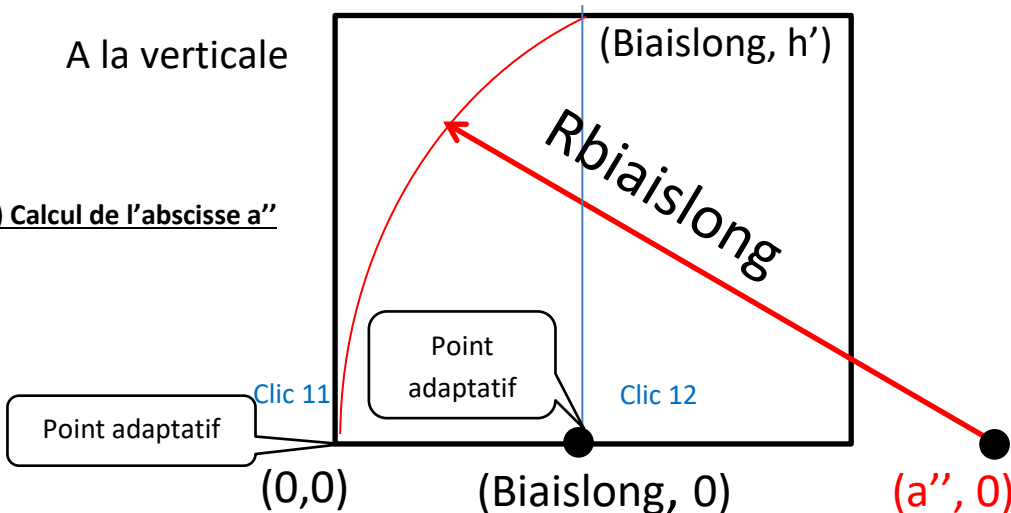 (Biaislong, h’)
A la verticale
Rbiaislong
) Calcul de l’abscisse a’’
Point
adaptatif
Clic 11
Clic 12
Point adaptatif
(0,0)
(Biaislong, 0)
(a’’, 0)